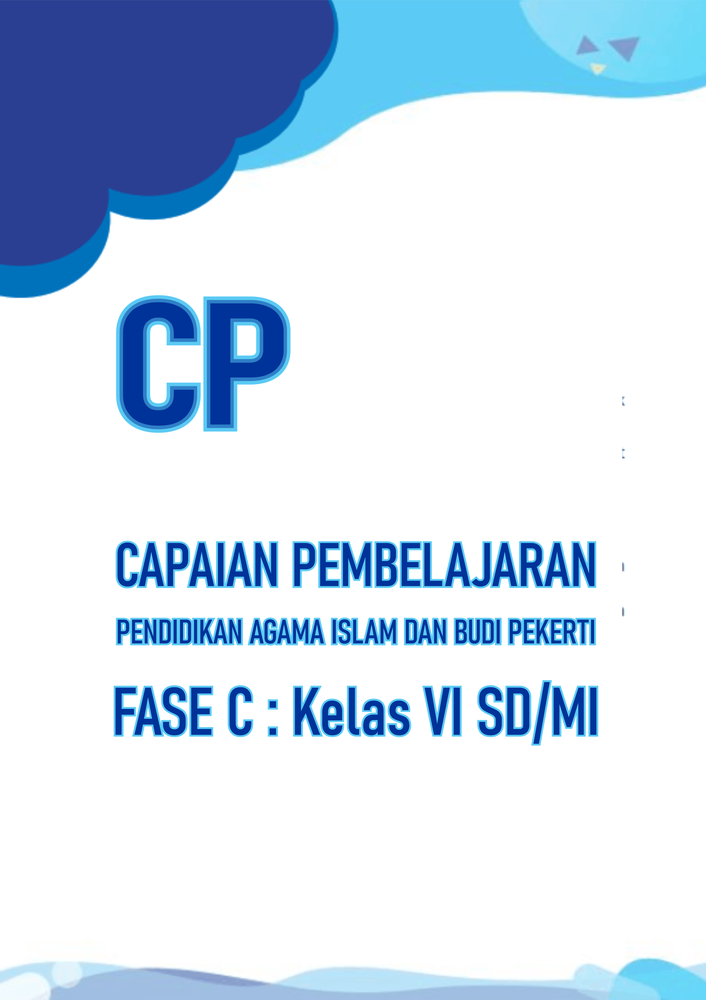 CP
CAPAIAN PEMBELAJARAN
PENDIDIKAN AGAMA ISLAM DAN BUDI PEKERTI
FASE C : Kelas VI SD/MI